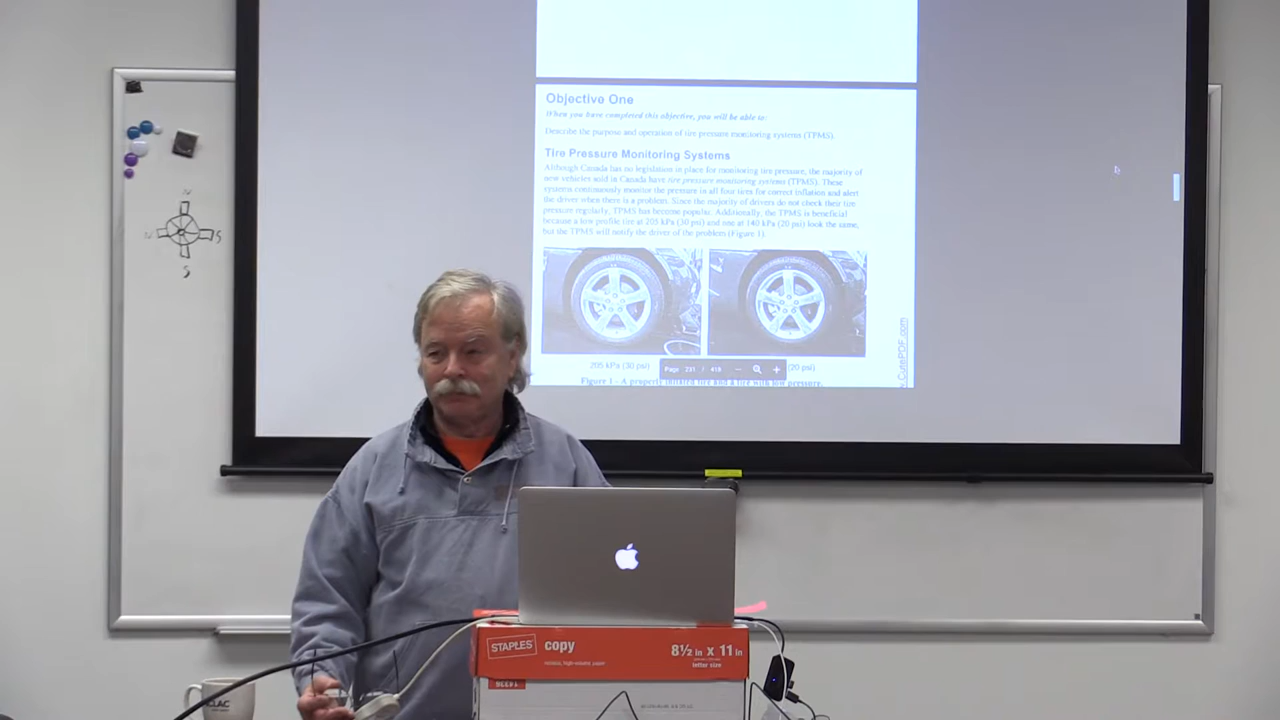 Objective One
When you have completed this objective, you will be able to:
Describe the purpose and operation of tire pressure monitoring systems (TPMS).
Tire Pressure Monitoring Systems
Although Canada has no legislation in place for monitoring tire pressure, the majority of
new vehicles sold in Canada have tire pressure monitoring systems (TPMS). These
systems continuously monitor the pressure in all four tires for correct inflation and alert
the driver when there is a problem. Since the majority of drivers do not check their tire
pressure regularly, TPMS has become popular. Additionally, the TPMS is beneficial
because a low profile tire at 205 kPa (30 psi) and one at 140 kPa (20 psi) look the same,
but the TPMS will notify the driver of the problem (Figure 1).
205 kPa (30 psi)
(20 psi)
Page 231 / 418 − +
Figure 1 - A properly inflated tire and a tire with low pressure.
CutePDF.com
N
N S
S
STAPLES copy 8½ in x 11 in
letter size
CLAC